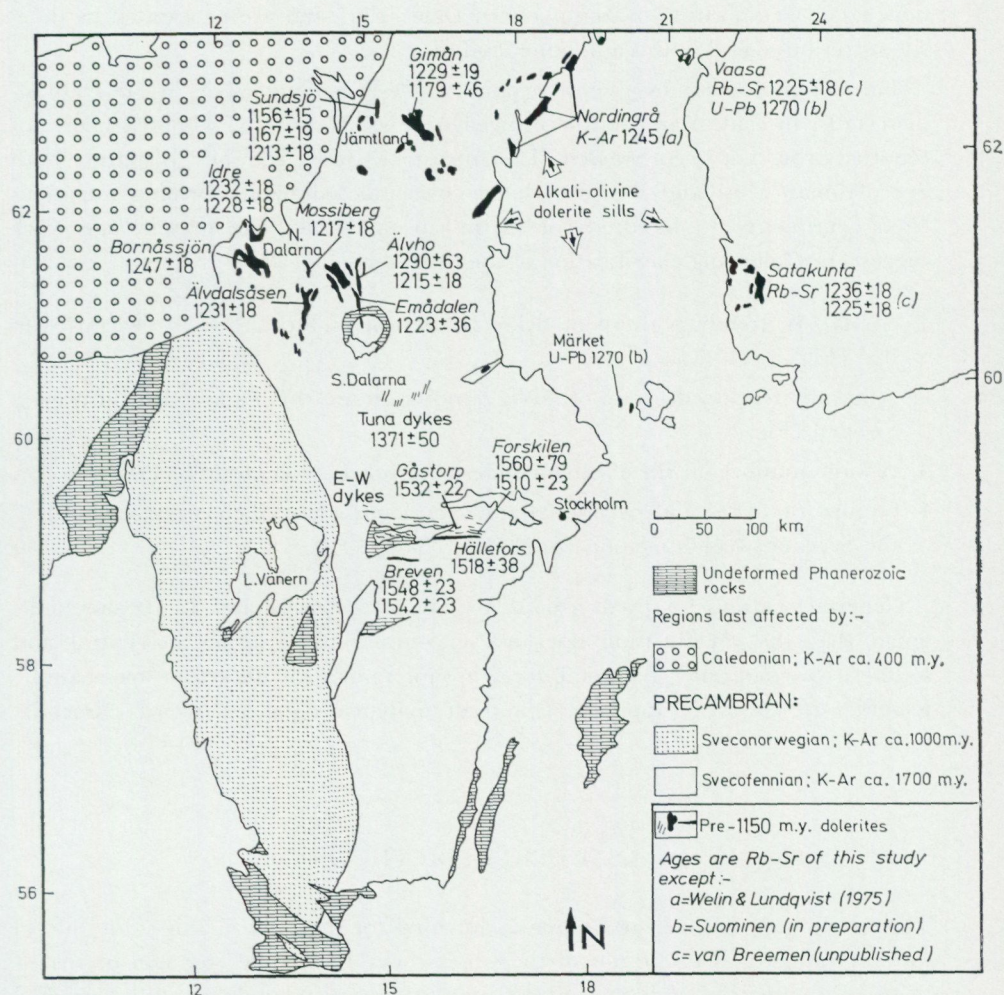 12
15
18
21
24
Gimån
1229 ± 19
1179 ± 46
Sundsjö
1156 ± 15
1167 ± 19
1213 ± 18
Jämtland
Nordingrå
K-Ar 1245 (a)
Vaasa
Rb-Sr 1225 ± 18 (c)
U-Pb 1270 (b)
62
62
Idre
1232 ± 18
1228 ± 18
Mossiberg
1217 ± 18
Alkali-olivine
dolerite sills
N.
Dalarna
Bornåssjön
1247 ± 18
Älvho
1290 ± 63
1215 ± 18
Älvdalsåsen
1231 ± 18
Emådalen
1223 ± 36
Satakunta
Rb-Sr 1236 ± 18
1225 ± 18 (c)
Märket
U-Pb 1270 (b)
60
60
S.Dalarna
Tuna dykes
1371 ± 50
E-W
dykes
Gåstorp
1532 ± 22
Forskilen
1560 ± 79
1510 ± 23
Stockholm
0 50 100 km
Hällefors
1518 ± 38
Breven
1548 ± 23
1542 ± 23
L.Vänern
58
56
Undeformed Phanerozoic
rocks
Regions last affected by:-
Caledonian; K-Ar ca. 400 m.y.
PRECAMBRIAN:
Sveconorwegian; K-Ar ca.1000m.y.
Svecofennian; K-Ar ca. 1700 m.y.
Pre-1150 m.y. dolerites
Ages are Rb-Sr of this study
except:-
a=Welin & Lundqvist (1975)
b=Suominen (in preparation)
c=van Breemen (unpublished)
N
12
15
18